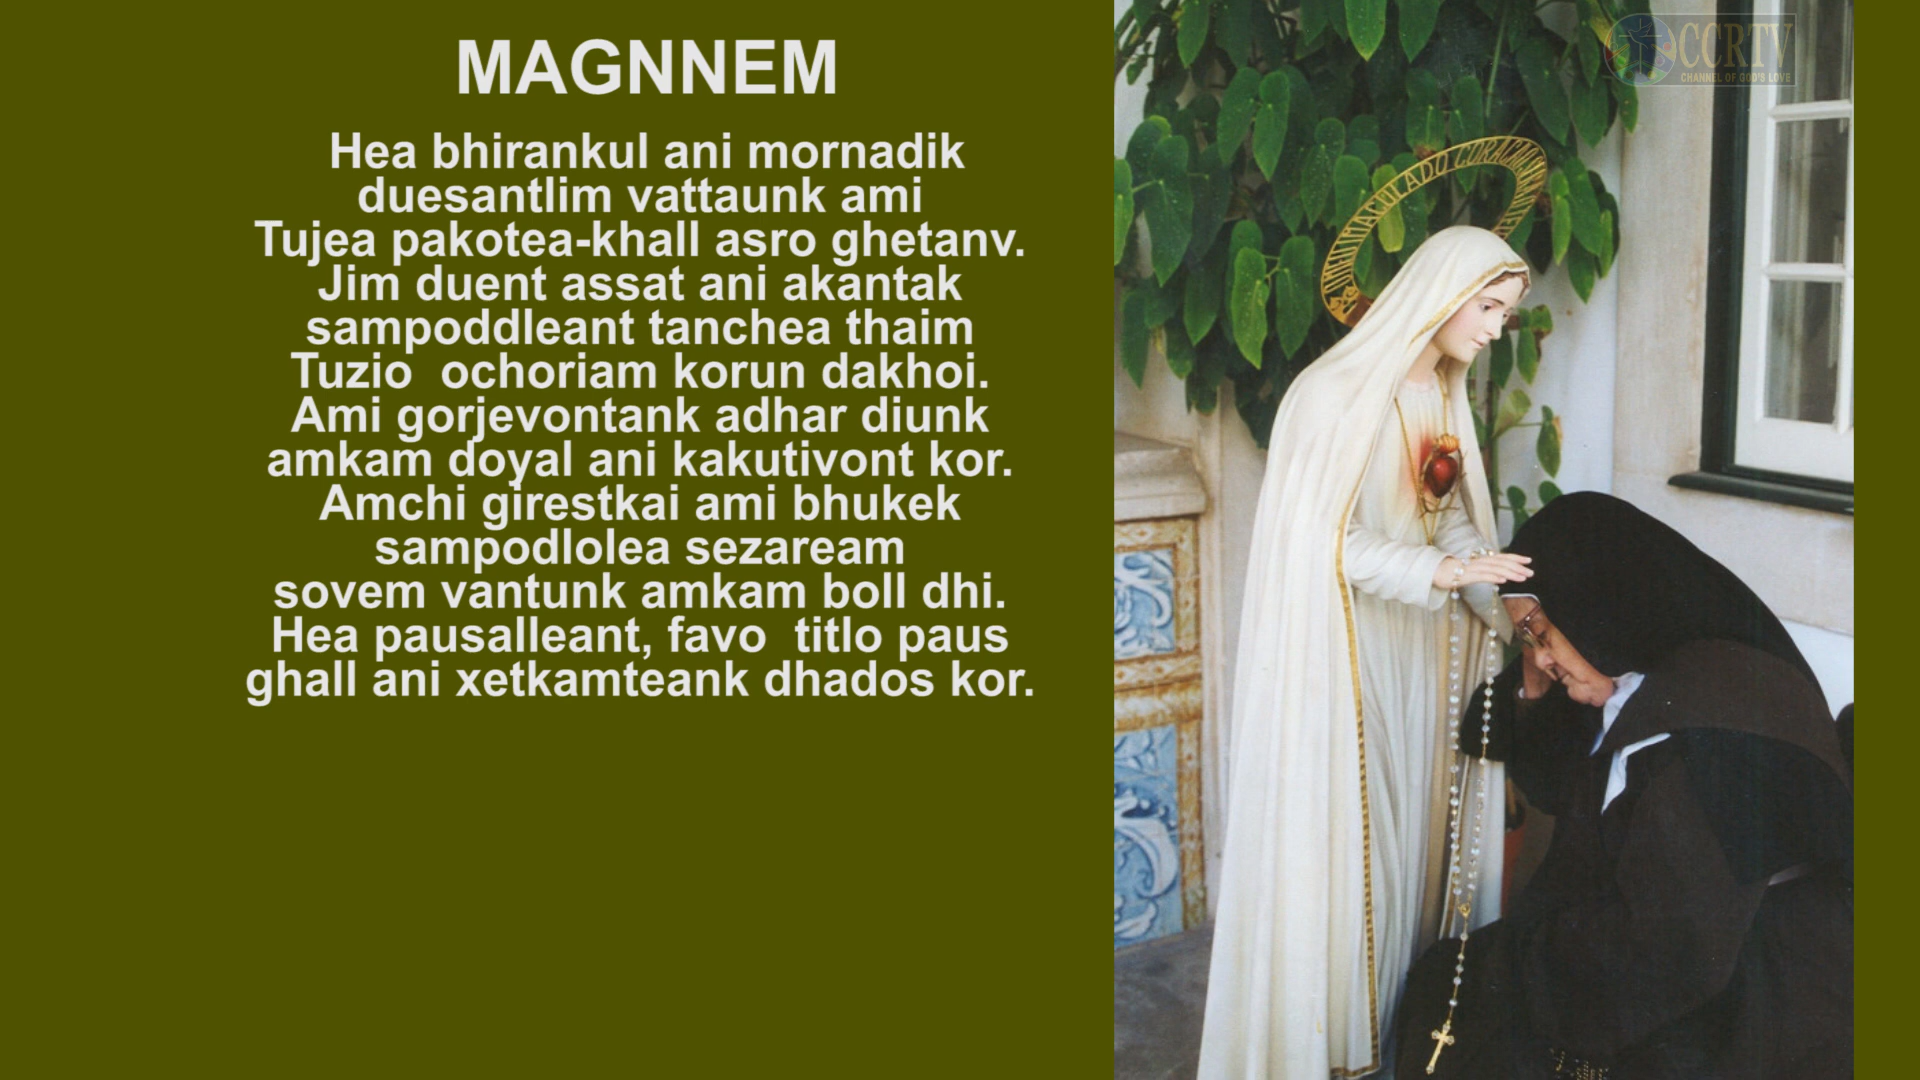 MAGNNEM
Hea bhirankul ani mornadik
duesantlim vattaunk ami
Tujea pakotea-khall asro ghetanv.
Jim duent assat ani akantak
sampoddleant tanchea thaim
Tuzio ochoriam korun dakhoi.
Ami gorjevontank adhar diunk
amkam doyal ani kakutivont kor.
Amchi girestkai ami bhukek
sampodlolea sezaream
sovem vantunk amkam boll dhi.
Hea pausalleant, favo titlo paus
ghall ani xetkamteank dhados kor.
CCRTV
CHANNEL OF GOD'S LOVE